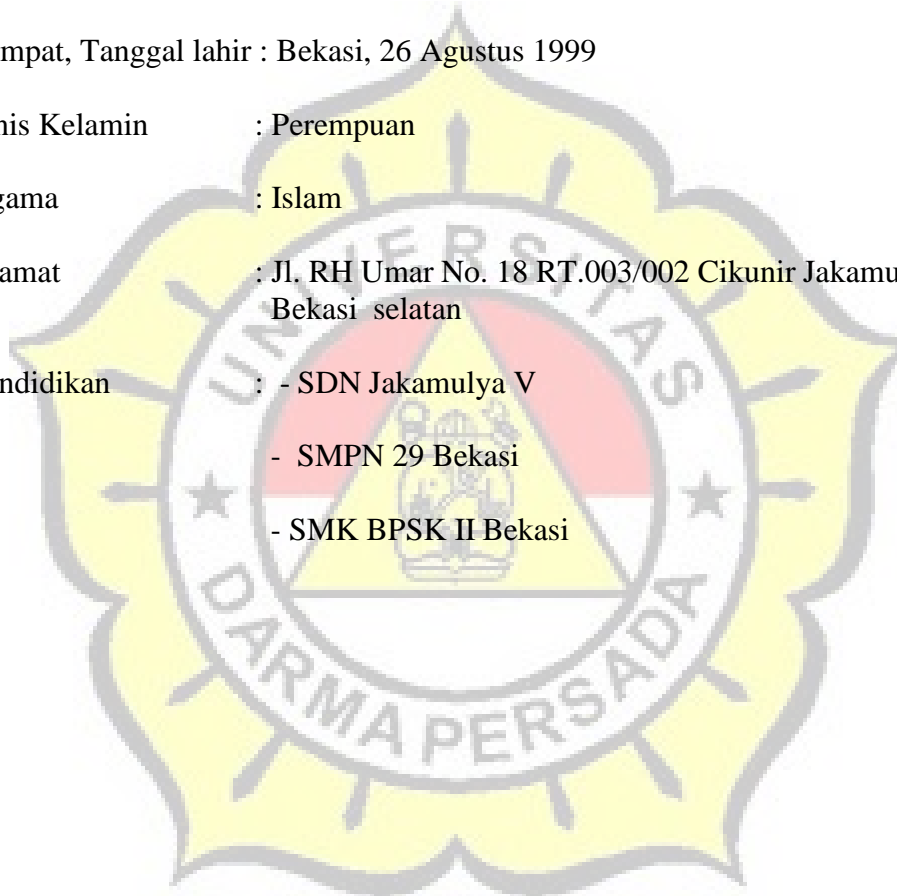 mpat, Tanggal lahir : Bekasi, 26 Agustus 1999
nis Kelamin : Perempuan
gama : Islam
amat : Jl. RH Umar No. 18 RT.003/002 Cikunir Jakamu
Bekasi selatan
ndidikan : - SDN Jakamulya V
- SMPN 29 Bekasi
- SMK BPSK II Bekasi
UNIVERSITAS
DARMA PERSADA